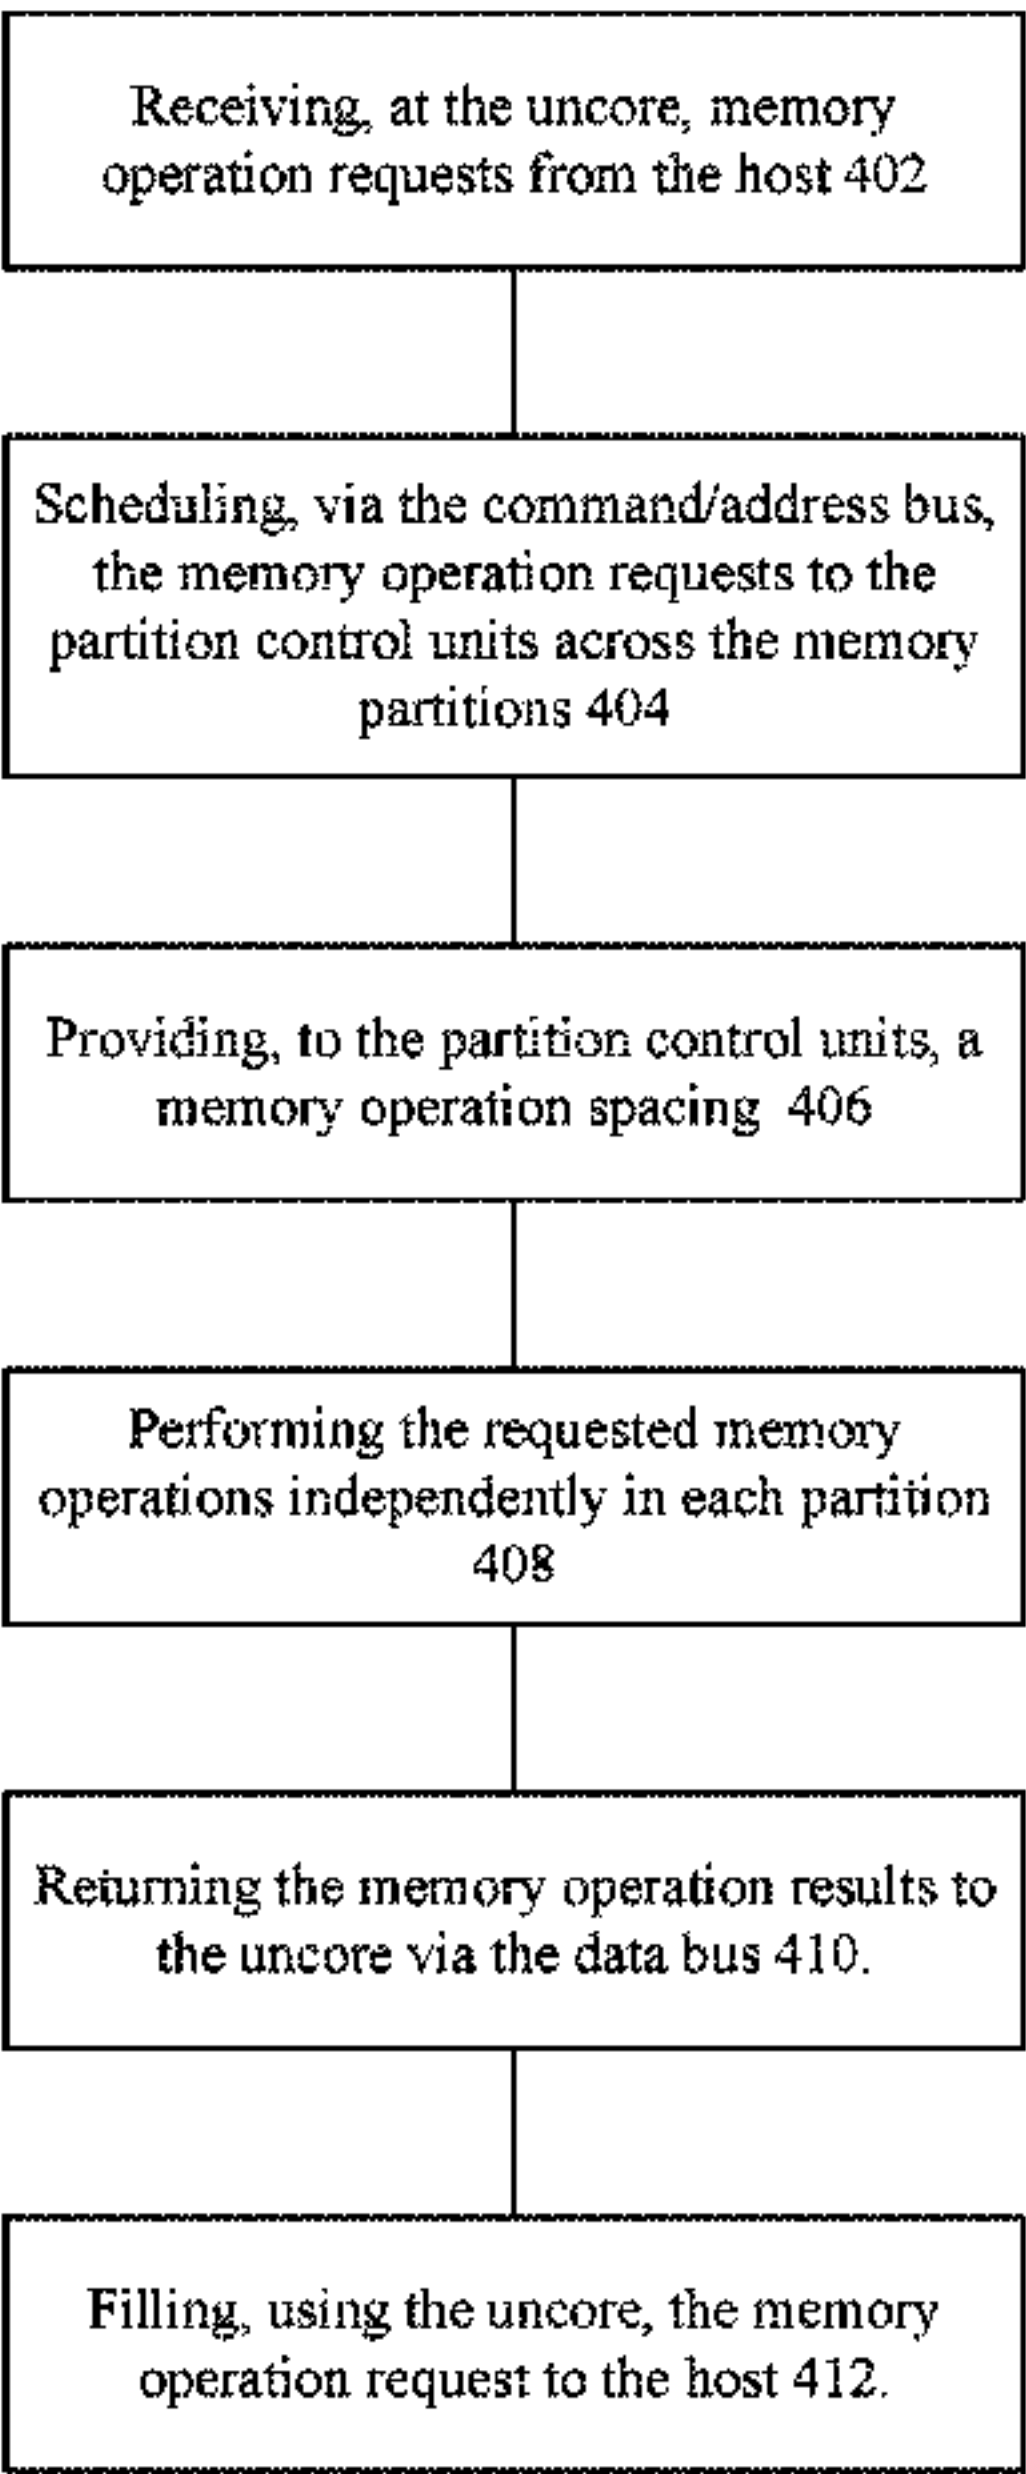 Receiving, at the uncore, memory
operation requests from the host 402
Scheduling, via the command/address bus,
the memory operation requests to the
partition control units across the memory
partitions 404
Providing, to the partition control units, a
memory operation spacing 406
Performing the requested memory
operations independently in each partition
408
Returning the memory operation results to
the uncore via the data bus 410.
Filling, using the uncore, the memory
operation request to the host 412.